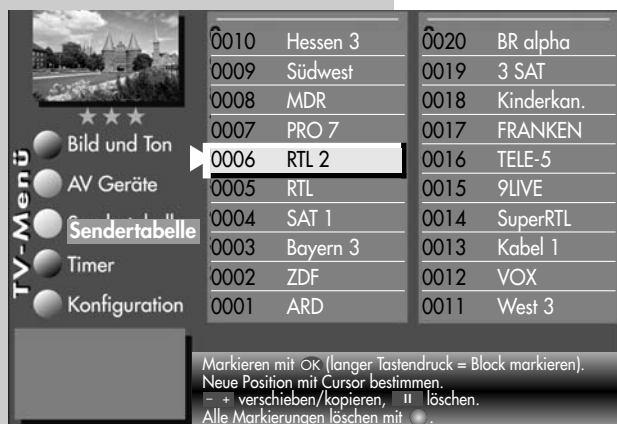 TV-Menü
Bild und Ton
AV Geräte
Sendertabelle
Timer
Konfiguration
0010 Hessen 3
0009 Südwest
0008 MDR
0007 PRO 7
0006 RTL 2
0005 RTL
0004 SAT 1
0003 Bayern 3
0002 ZDF
0001 ARD
0020 BR alpha
0019 3 SAT
0018 Kinderkan.
0017 FRANKEN
0016 TELE-5
0015 9LIVE
0014 SuperRTL
0013 Kabel 1
0012 VOX
0011 West 3
Markieren mit OK (langer Tastendruck = Block markieren).
Neue Position mit Cursor bestimmen.
- + verschieben/kopieren, II löschen.
Alle Markierungen löschen mit .